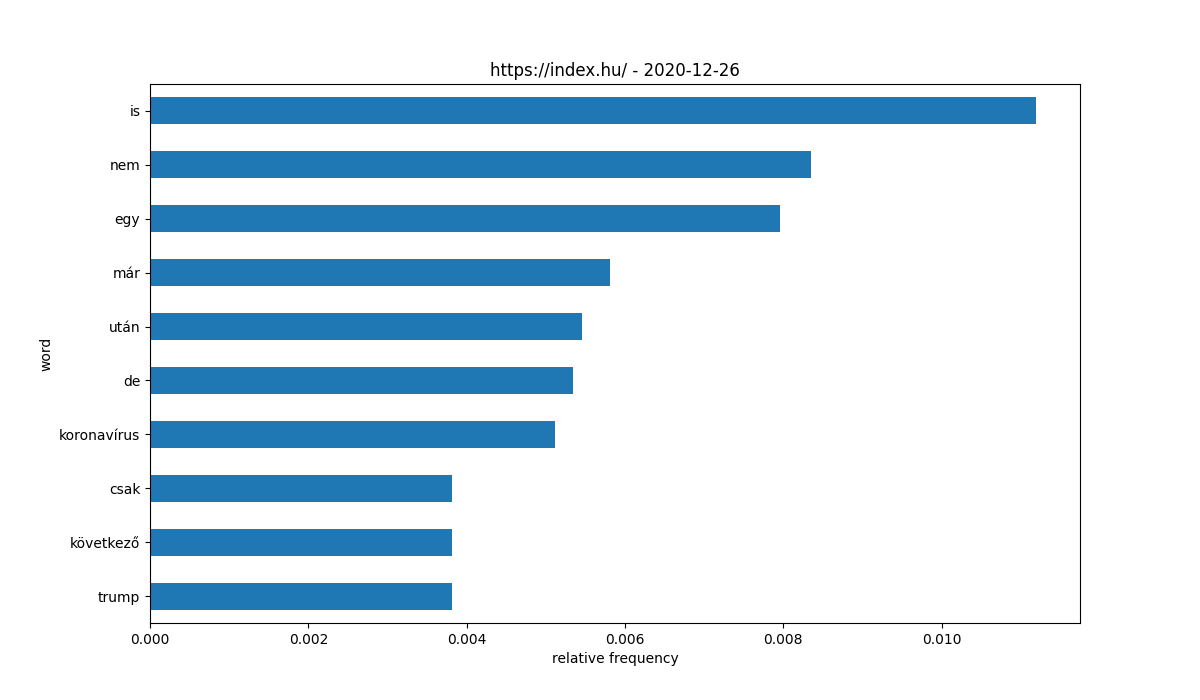 https://index.hu/ - 2020-12-26
word
is
nem
egy
már
után
de
koronavírus
csak
következő
trump
0.000 0.002 0.004 0.006 0.008 0.010
relative frequency